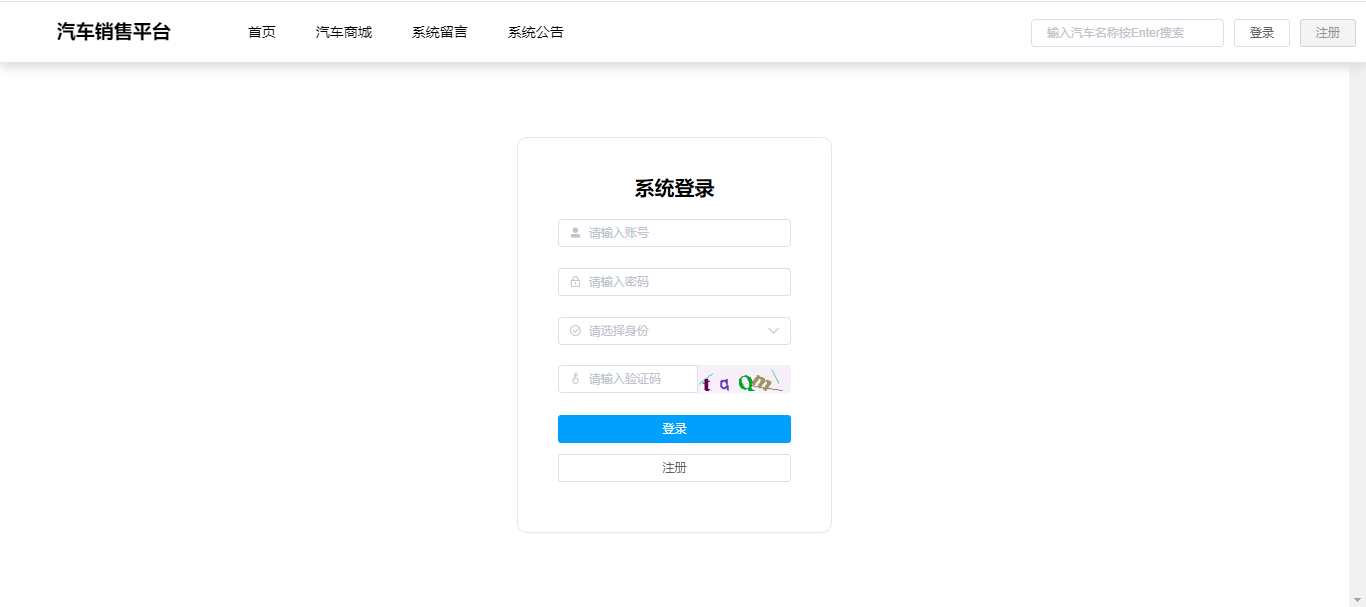 汽车销售平台 首页 汽车商城 系统留言 系统公告 输入汽车名称按Enter搜索 登录 注册
系统登录
请输入账号
请输入密码
请选择身份
请输入验证码 taQm
登录
注册